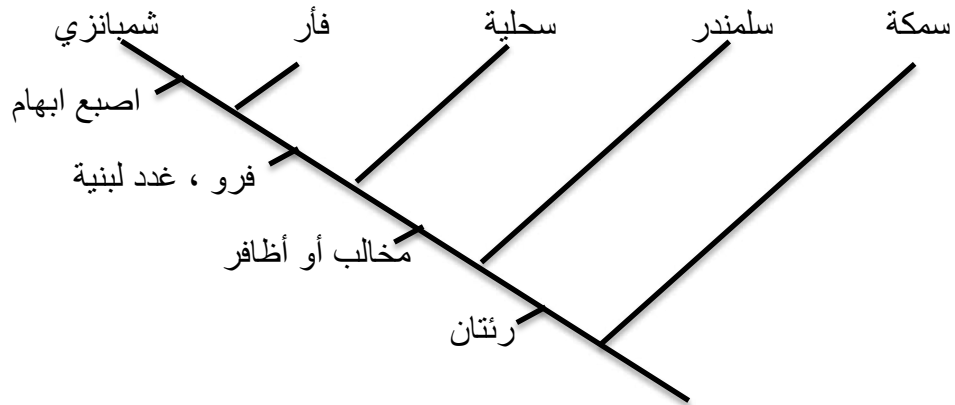 سمكة
سلمندر
سحلية
فأر
شمبانزي
اصبع ابهام
فرو ، غدد لبنية
مخالب أو أظافر
رئتان